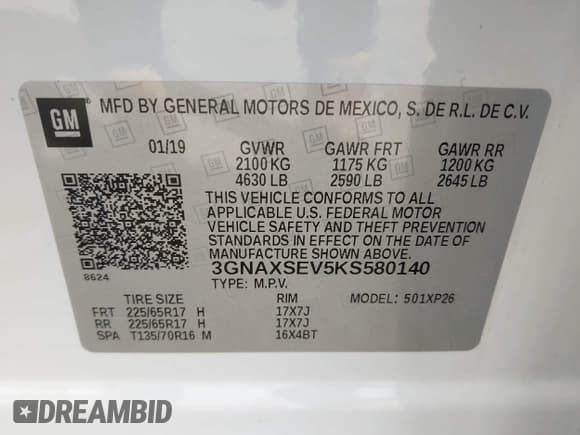 GM ® MFD BY GENERAL MOTORS DE MEXICO, S. DE R.L. DE C.V.
01/19 GVWR GAWR FRT GAWR RR
2100 KG 1175 KG 1200 KG
4630 LB 2590 LB 2645 LB
THIS VEHICLE CONFORMS TO ALL
APPLICABLE U.S. FEDERAL MOTOR
VEHICLE SAFETY AND THEFT PREVENTION
STANDARDS IN EFFECT ON THE DATE OF
MANUFACTURE SHOWN ABOVE.
8624 3GNAXSEV5KS580140
TYPE: M.P.V.
TIRE SIZE RIM MODEL: 501XP26
FRT 225/65R17 H 17X7J
RR 225/65R17 H 17X7J
SPA T135/70R16 M 16X4BT
DREAMBID